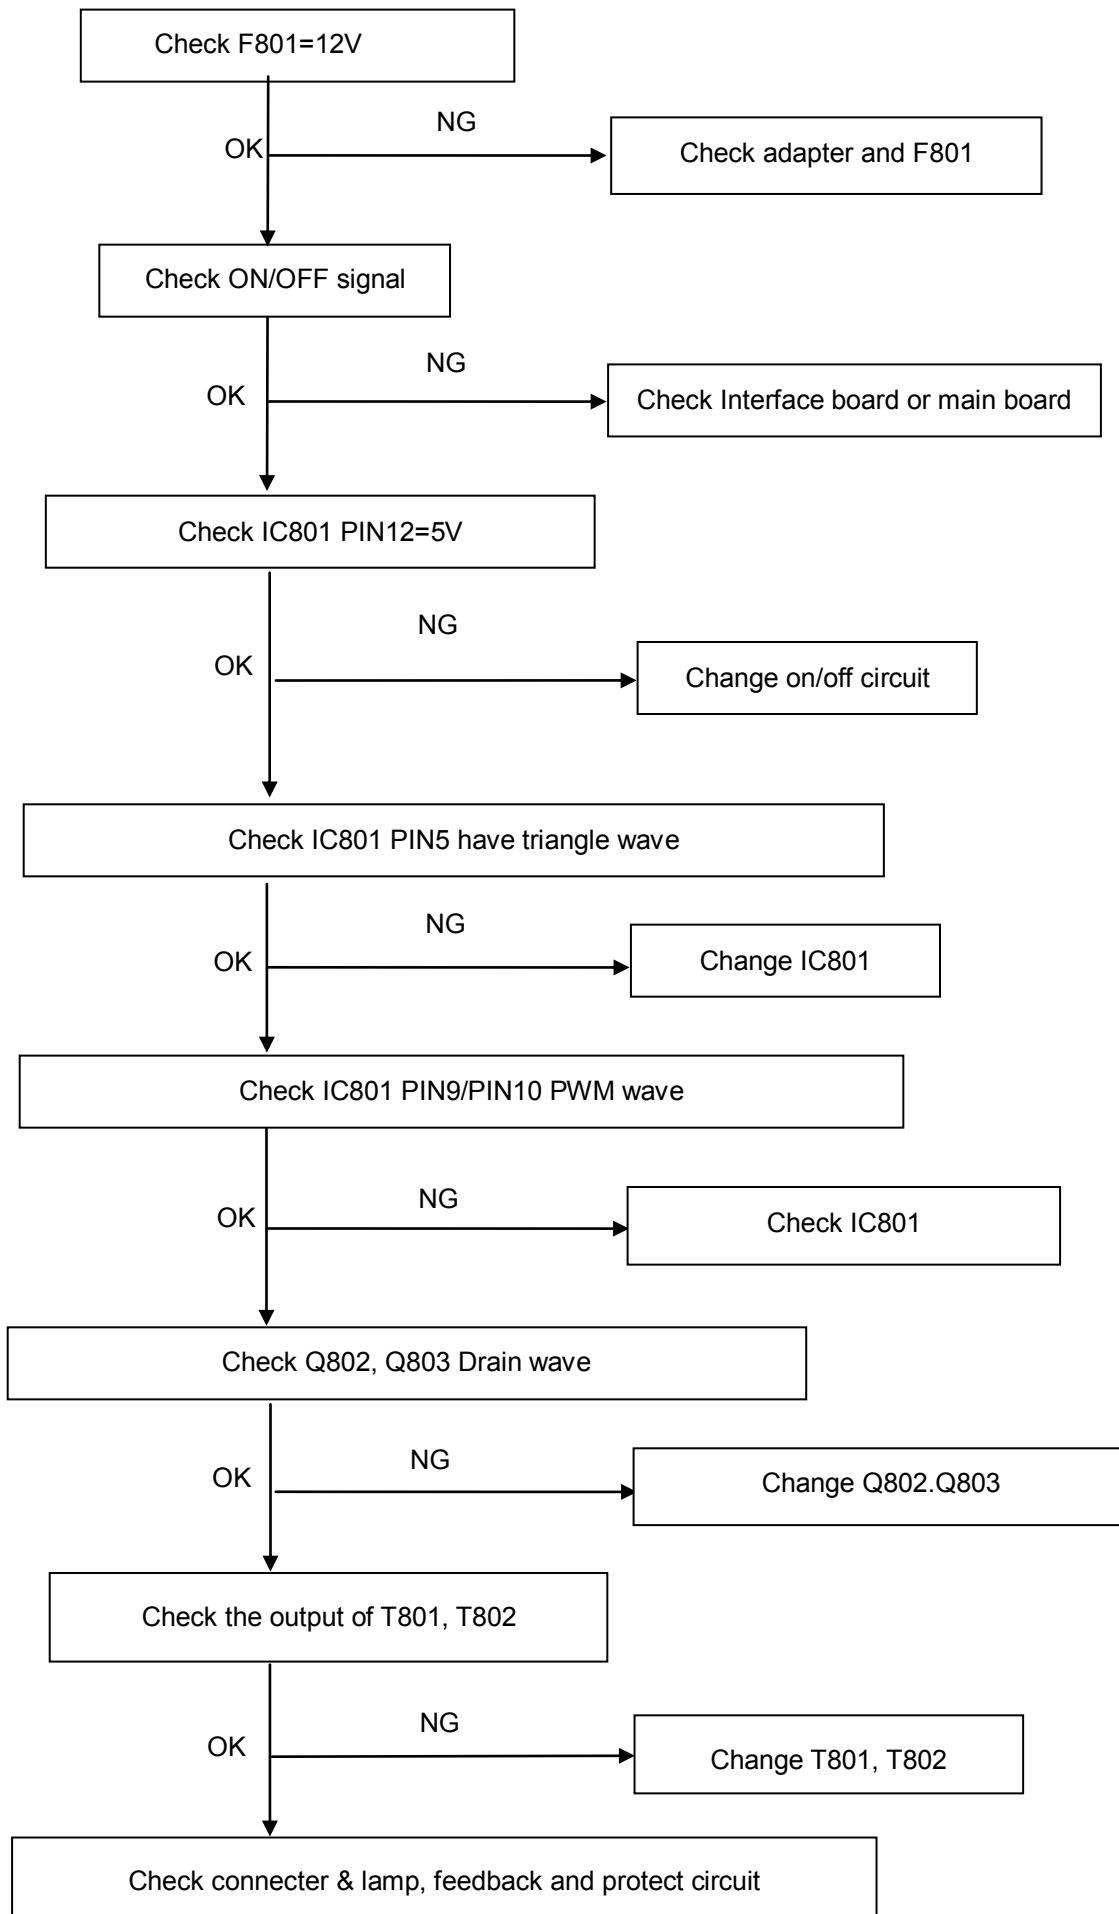 Check F801=12V
NG
OK
Check adapter and F801
Check ON/OFF signal
NG
OK
Check Interface board or main board
Check IC801 PIN12=5V
NG
OK
Change on/off circuit
Check IC801 PIN5 have triangle wave
NG
OK
Change IC801
Check IC801 PIN9/PIN10 PWM wave
NG
OK
Check IC801
Check Q802, Q803 Drain wave
NG
OK
Change Q802.Q803
Check the output of T801, T802
NG
OK
Change T801, T802
Check connecter & lamp, feedback and protect circuit